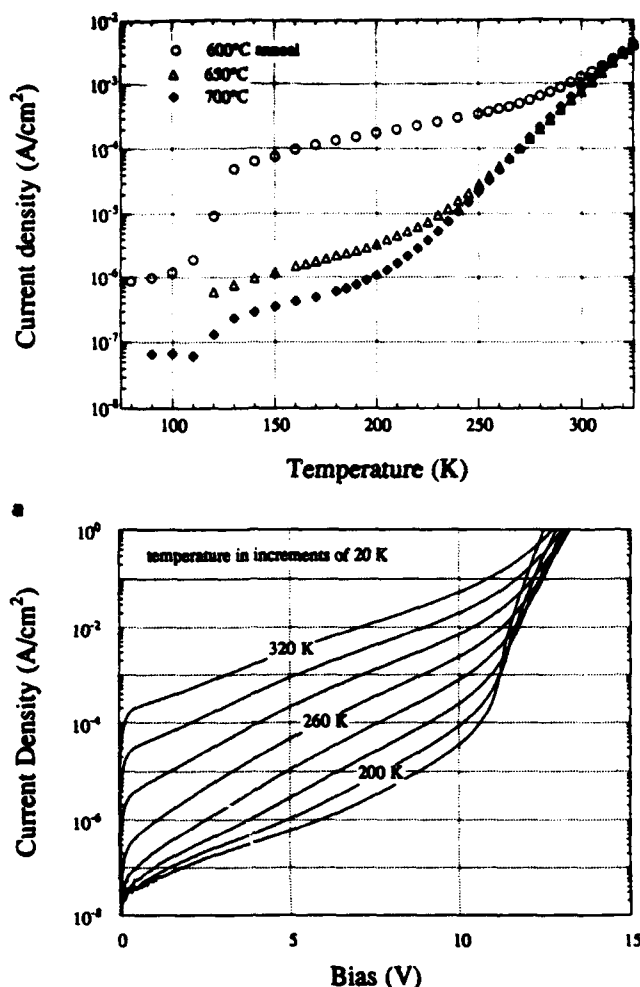 Current density (A/cm²)
10⁻²
10⁻³
10⁻⁴
10⁻⁵
10⁻⁶
10⁻⁷
10⁻⁸
600°C anneal
650°C
700°C
100 150 200 250 300
Temperature (K)
Current Density (A/cm²)
10⁰
10⁻²
10⁻⁴
10⁻⁶
10⁻⁸
temperature in increments of 20 K
320 K
260 K
200 K
0 5 10 15
Bias (V)